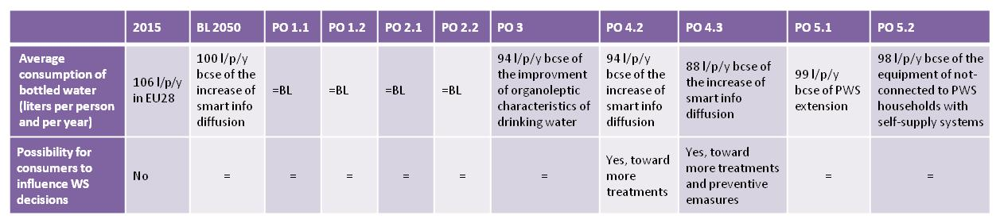 2015 BL 2050 PO 1.1 PO 1.2 PO 2.1 PO 2.2 PO 3 PO 4.2 PO 4.3 PO 5.1 PO 5.2
Average
consumption of
bottled water
(liters per person
and per year)
106 l/p/y
in EU28
100 l/p/y
bcse of the
increase of
smart info
diffusion
=BL
=BL
=BL
=BL
94 l/p/y bcse of
the improvment
of organoleptic
characteristics of
drinking water
94 l/p/y
bcse of the
increase of
smart info
diffusion
88 l/p/y bcse of
the increase of
smart info
diffusion
99 l/p/y
bcse of PWS
extension
98 l/p/y bcse of the
equipment of not-
connected to PWS
households with
self-supply systems
Possibility for
consumers to
influence WS
decisions
No
=
=
=
=
=
=
Yes, toward
more
treatments
Yes, toward
more treatments
and preventive
emasures
=
=